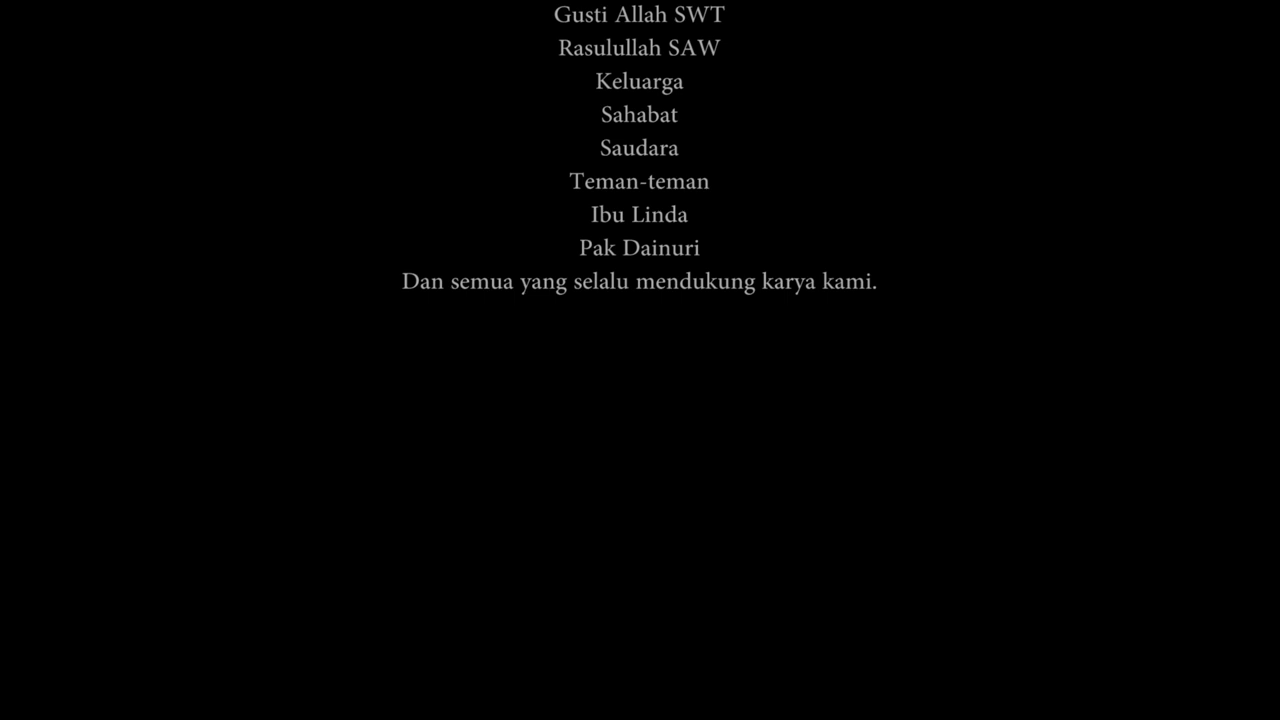 Gusti Allah SWT
Rasulullah SAW
Keluarga
Sahabat
Saudara
Teman-teman
Ibu Linda
Pak Dainuri
Dan semua yang selalu mendukung karya kami.